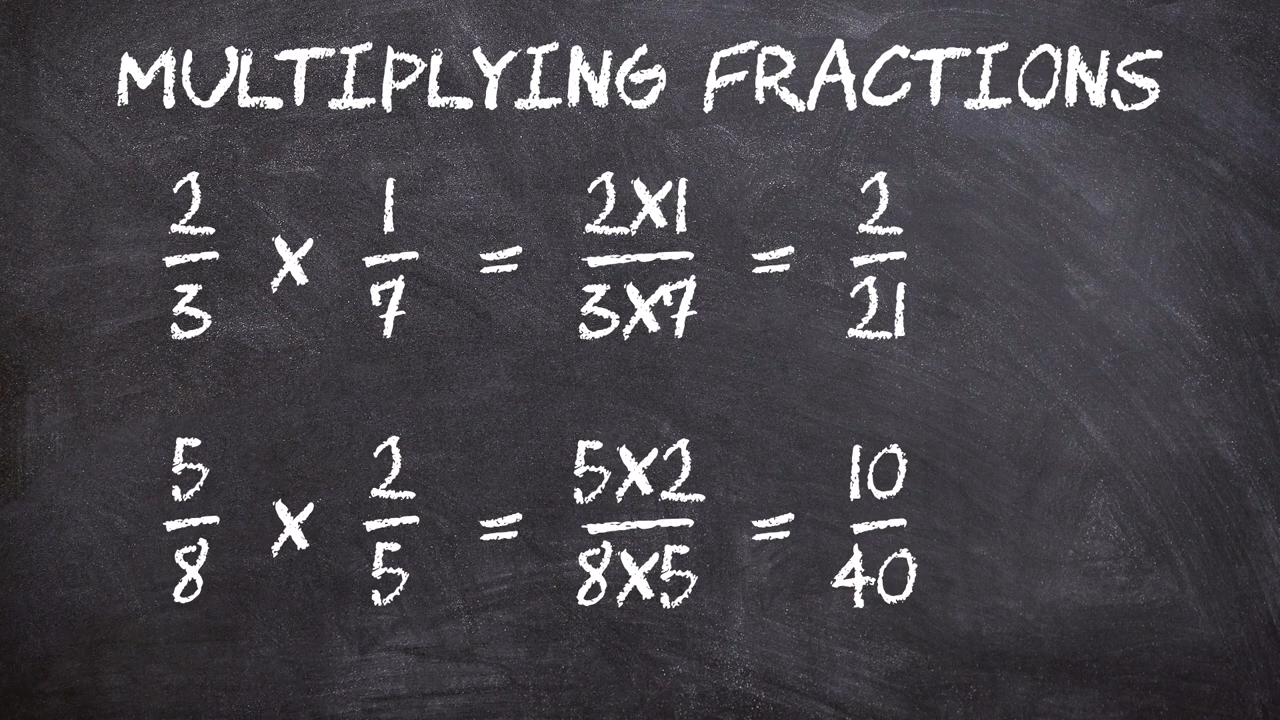 MULTIPLYING FRACTIONS
2/3 x 1/7 = 2x1/3x7 = 2/21
5/8 x 2/5 = 5x2/8x5 = 10/40